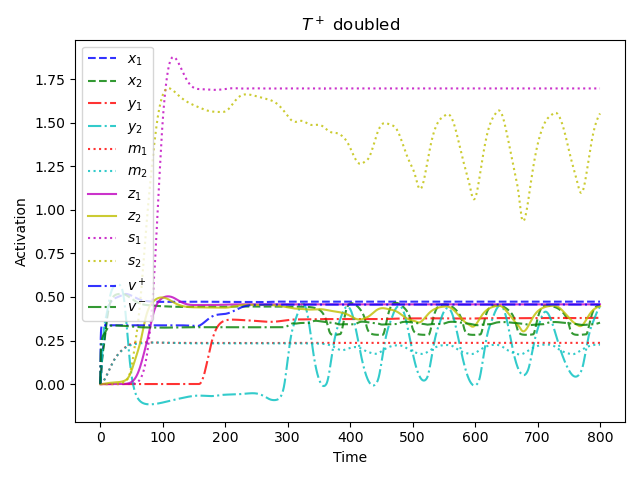 T⁺ doubled
x₁
x₂
y₁
y₂
m₁
m₂
z₁
z₂
s₁
s₂
v⁺
v⁻
Activation
1.75
1.50
1.25
1.00
0.75
0.50
0.25
0.00
0 100 200 300 400 500 600 700 800
Time